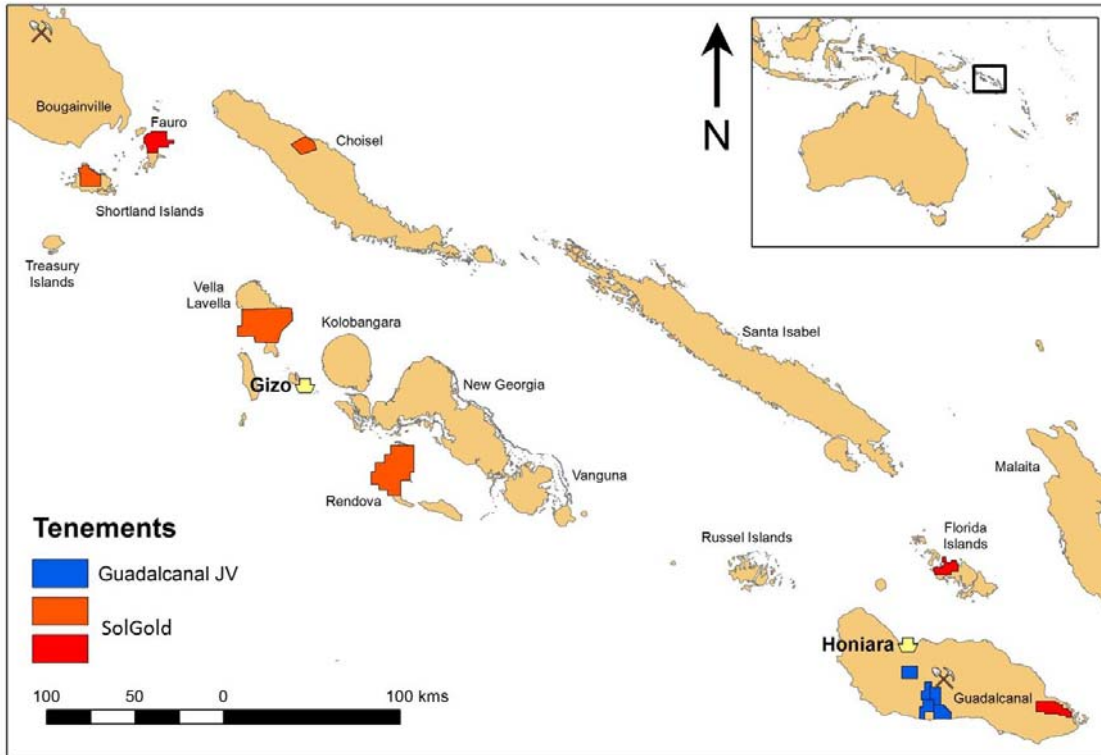 Bougainville
Fauro
Choisel
N
Shortland Islands
Treasury
Islands
Vella
Lavella
Kolobangara
Santa Isabel
Gizo
New Georgia
Malaita
Vanguna
Rendova
Russel Islands
Florida
Islands
Tenements
Guadalcanal JV
SolGold
Honiara
Guadalcanal
100 50 0 100 kms